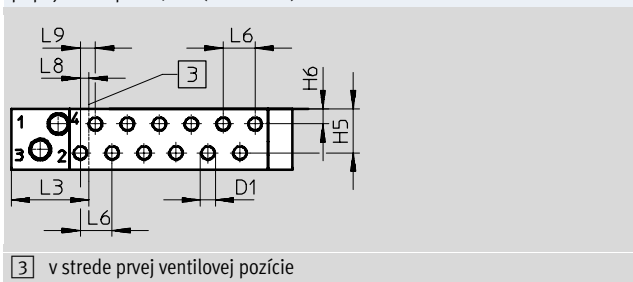 L9
L6
L8
3
H6
H5
1
4
3
2
L3
D1
L6
3 v strede prvej ventilovej pozície